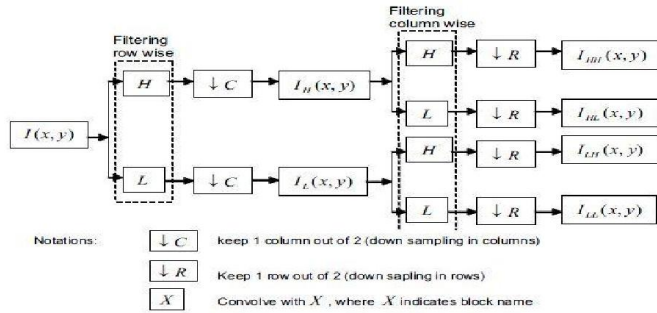 Filtering
row wise
Filtering
column wise
H
↓ C
I_H (x, y)
H
↓ R
I_HH (x, y)
L
↓ R
I_HL (x, y)
I(x, y)
L
↓ C
I_L (x, y)
H
↓ R
I_LH (x, y)
L
↓ R
I_LL (x, y)
Notations:
↓ C keep 1 column out of 2 (down sampling in columns)
↓ R Keep 1 row out of 2 (down sapling in rows)
X Convolve with X , where X indicates block name